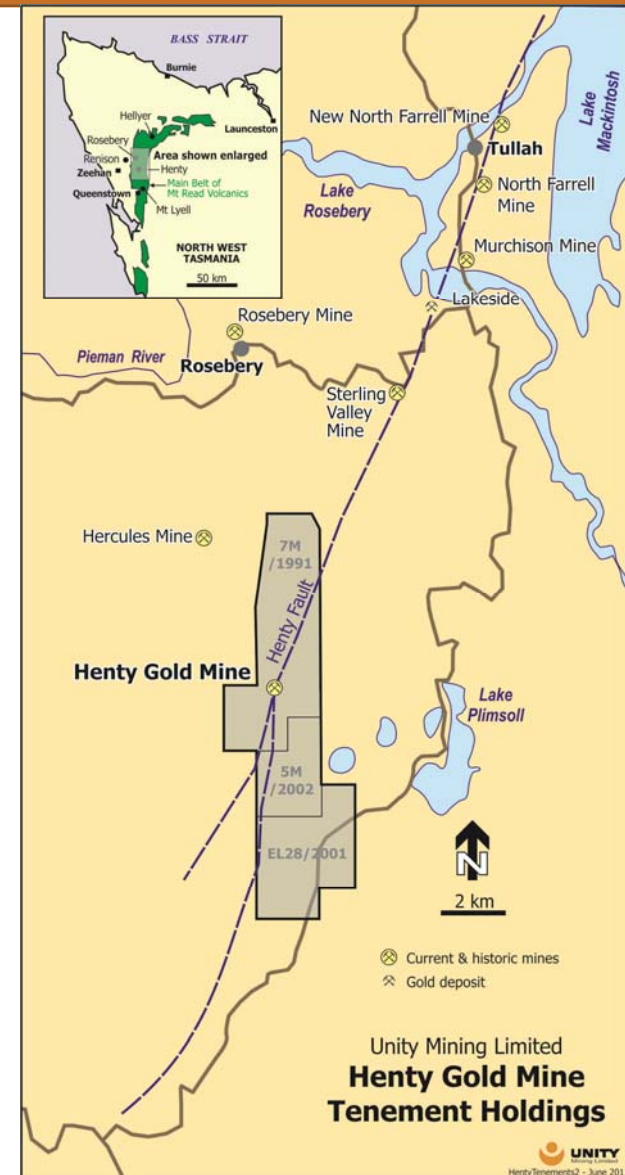 BASS STRAIT
Burnie
Hellyer
Launceston
Rosebery
Area shown enlarged
Renison
Henty
Zeehan
Main Belt of
Mt Read Volcanics
Queenstown
Mt Lyell
NORTH WEST
TASMANIA
50 km
Lake
Mackintosh
New North Farrell Mine
Tullah
Lake
Rosebery
North Farrell
Mine
Murchison Mine
Lakeside
Rosebery Mine
Pieman River
Rosebery
Sterling
Valley
Mine
Hercules Mine
7M
/1991
Henty Fault
Henty Gold Mine
Lake
Plimsoll
5M
/2002
EL28/2001
N
2 km
Current & historic mines
Gold deposit
Unity Mining Limited
Henty Gold Mine
Tenement Holdings
UNITY
Mining Limited